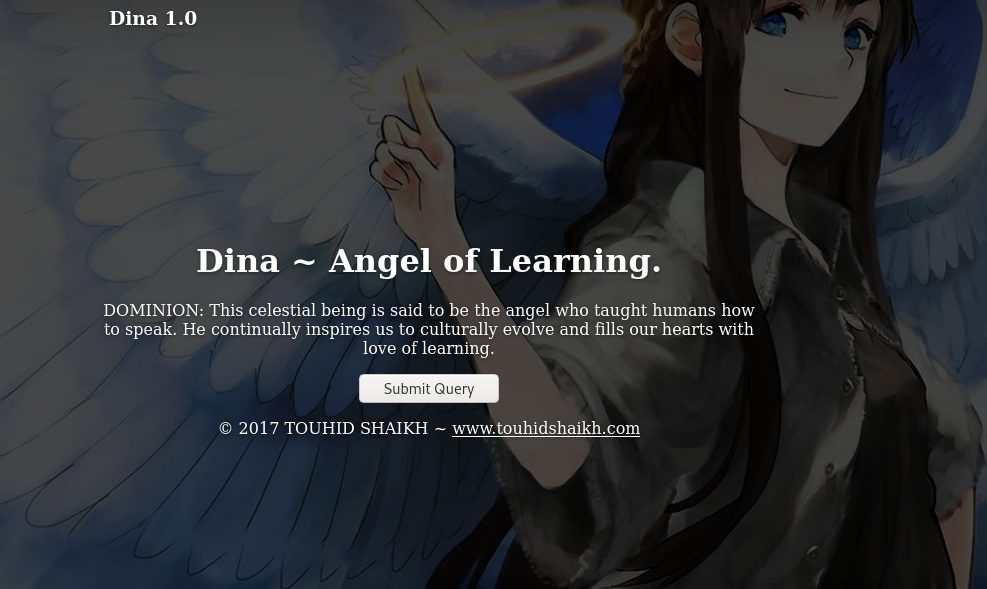 Dina 1.0
Dina ~ Angel of Learning.
DOMINION: This celestial being is said to be the angel who taught humans how
to speak. He continually inspires us to culturally evolve and fills our hearts with
love of learning.
Submit Query
© 2017 TOUHID SHAIKH ~ www.touhidshaikh.com